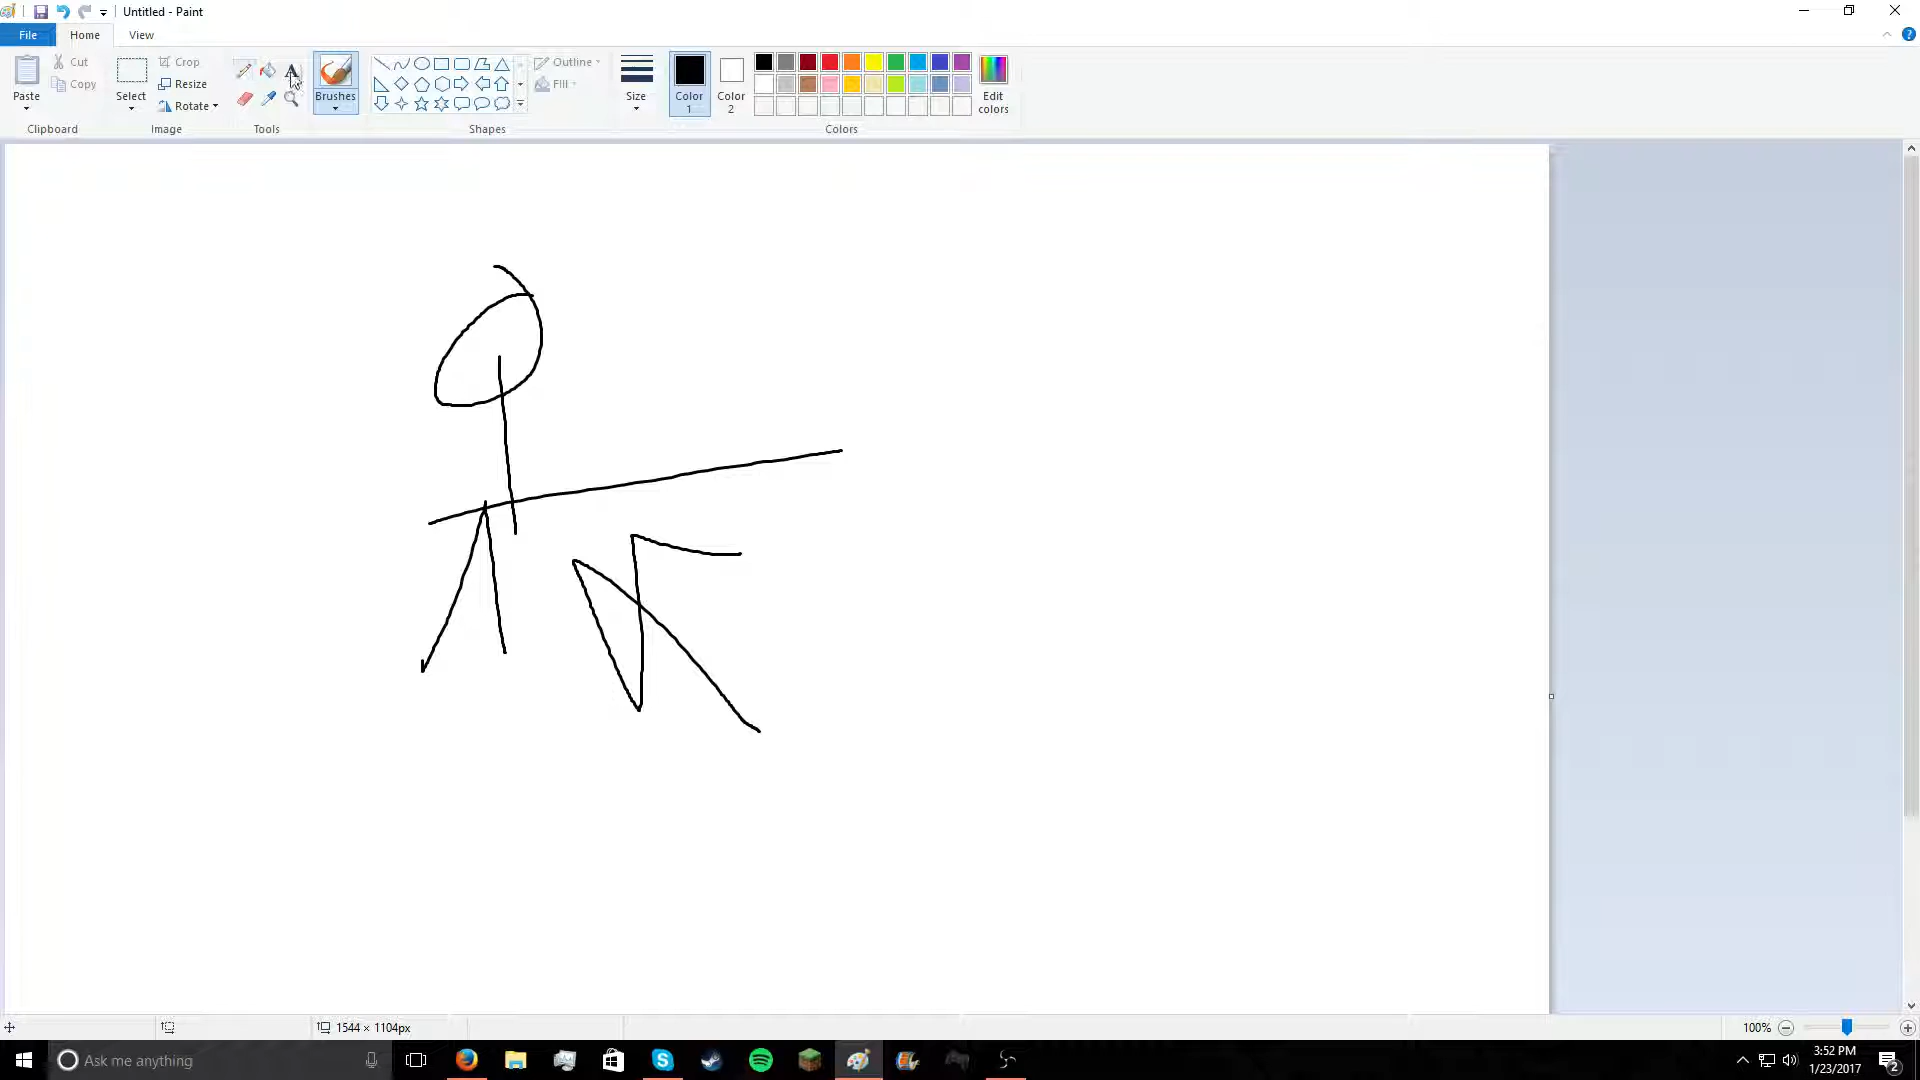 Untitled - Paint
File Home View
Paste
Cut
Copy
Clipboard
Select
Crop
Resize
Rotate
Image
A
Tools
Brushes
Shapes
Outline
Fill
Size
Color 1
Color 2
Edit colors
Colors
1544 × 1104px
100%
Ask me anything
3:52 PM
1/23/2017
2